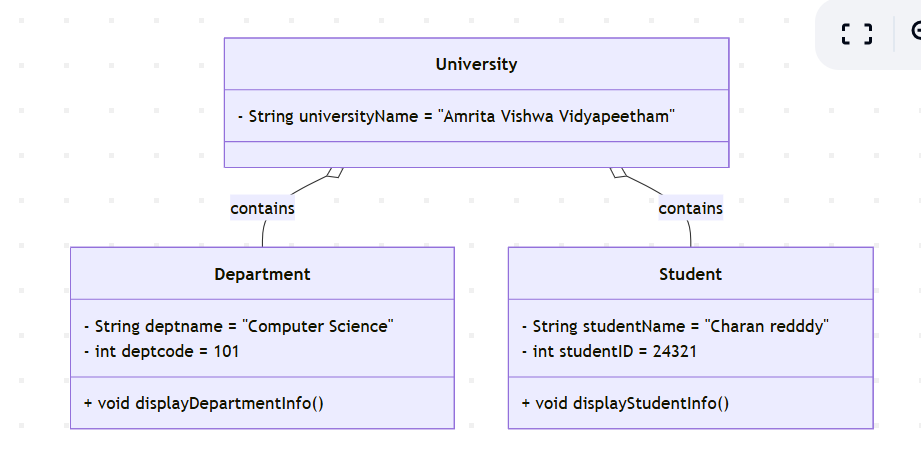 University
- String universityName = "Amrita Vishwa Vidyapeetham"
contains
contains
Department
- String deptname = "Computer Science"
- int deptcode = 101
+ void displayDepartmentInfo()
Student
- String studentName = "Charan redddy"
- int studentID = 24321
+ void displayStudentInfo()